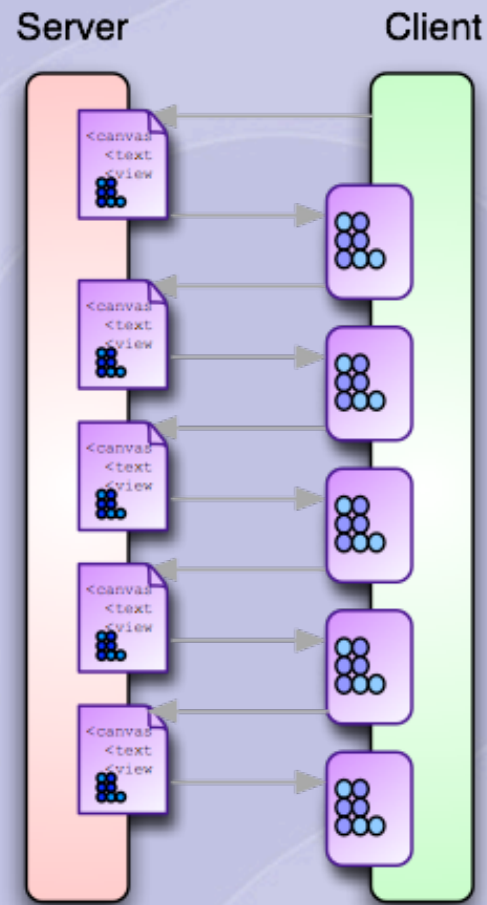 Server
Client
<canvas
<text
<view
<canvas
<text
<view
<canvas
<text
<view
<canvas
<text
<view
<canvas
<text
<view